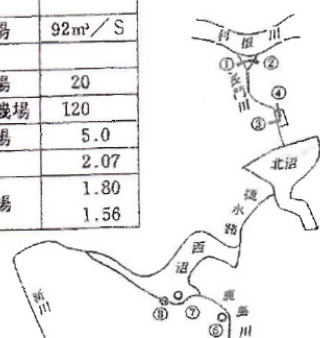 場 92m³/S
場 20
機場 120
場 5.0
2.07
場 1.80
1.56
利根川
① ②
長門川
④
③
北沼
捷水路
西沼
鹿島川
⑧ ⑦
新川